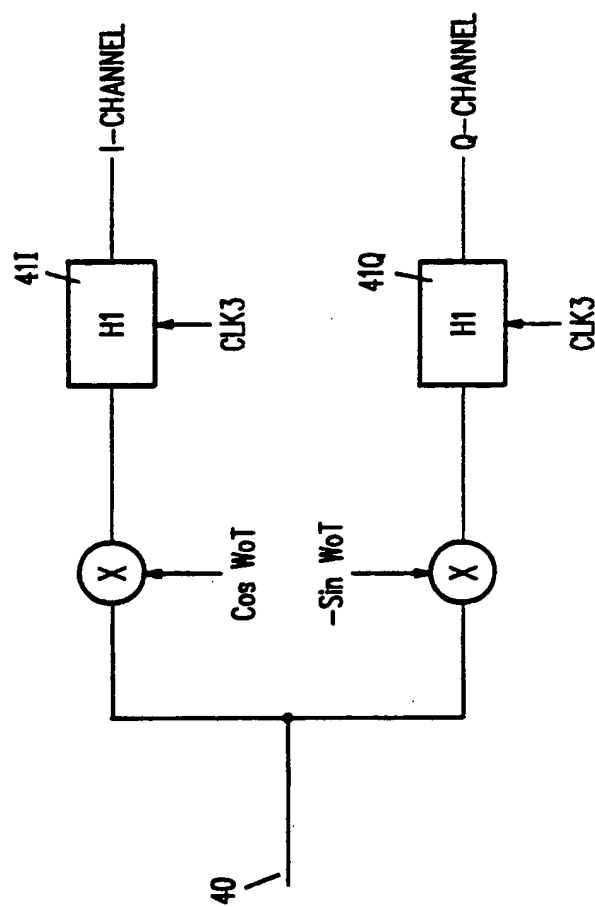 40
X
Cos WoT
41I
H1
CLK3
I-CHANNEL
X
-Sin WoT
41Q
H1
CLK3
Q-CHANNEL